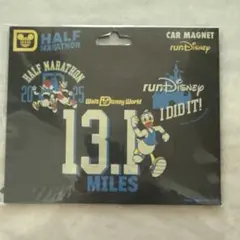 HALF
MARATHON
CAR MAGNET
runDisney
HALF MARATHON
2025
runDisney
I DID IT!
Walt Disney World
13.1
MILES